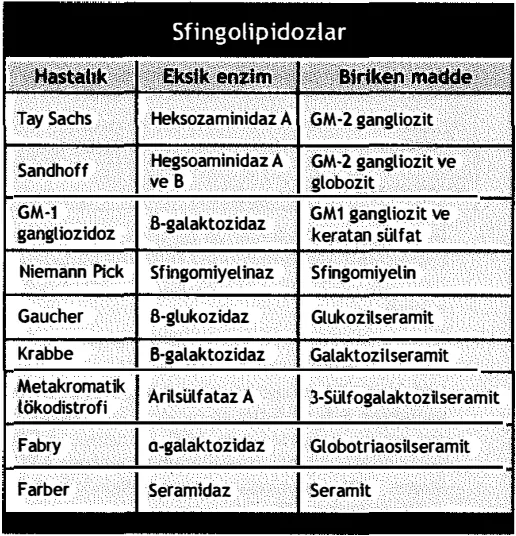 Sfingolipidozlar
Hastalık Eksik enzim Biriken madde
Tay Sachs Heksozaminidaz A GM-2 gangliozit
Sandhoff Hegsoaminidaz A ve B GM-2 gangliozit ve globozit
GM-1 gangliozidoz β-galaktozidaz GM1 gangliozit ve keratan sülfat
Niemann Pick Sfingomiyelinaz Sfingomiyelin
Gaucher β-glukozidaz Glukozilseramit
Krabbe β-galaktozidaz Galaktozilseramit
Metakromatik lökodistrofi Arilsülfataz A 3-Sülfogalaktozilseramit
Fabry α-galaktozidaz Globotriaosilseramit
Farber Seramidaz Seramit